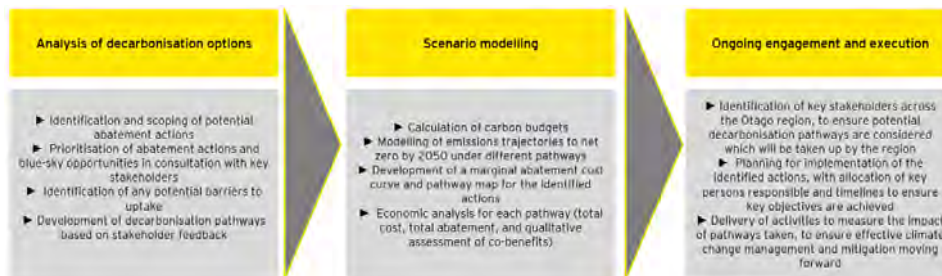 Analysis of decarbonisation options
► Identification and scoping of potential
abatement actions
► Prioritisation of abatement actions and
blue-sky opportunities in consultation with key
stakeholders
► Identification of any potential barriers to
uptake
► Development of decarbonisation pathways
based on stakeholder feedback
Scenario modelling
► Calculation of carbon budgets
► Modelling of emissions trajectories to net
zero by 2050 under different pathways
► Development of a marginal abatement cost
curve and pathway map for the identified
actions
► Economic analysis for each pathway (total
cost, total abatement, and qualitative
assessment of co-benefits)
Ongoing engagement and execution
► Identification of key stakeholders across
the Otago region, to ensure potential
decarbonisation pathways are considered
which will be taken up by the region
► Planning for implementation of the
identified actions, with allocation of key
persons responsible and timelines to ensure
key objectives are achieved
► Delivery of activities to measure the impact
of pathways taken, to ensure effective climate
change management and mitigation moving
forward